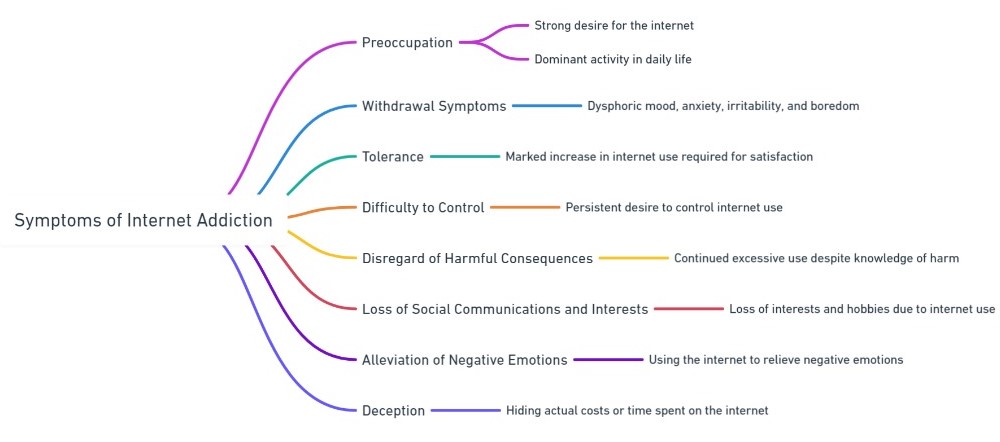 Symptoms of Internet Addiction
Preoccupation
Strong desire for the internet
Dominant activity in daily life
Withdrawal Symptoms
Dysphoric mood, anxiety, irritability, and boredom
Tolerance
Marked increase in internet use required for satisfaction
Difficulty to Control
Persistent desire to control internet use
Disregard of Harmful Consequences
Continued excessive use despite knowledge of harm
Loss of Social Communications and Interests
Loss of interests and hobbies due to internet use
Alleviation of Negative Emotions
Using the internet to relieve negative emotions
Deception
Hiding actual costs or time spent on the internet